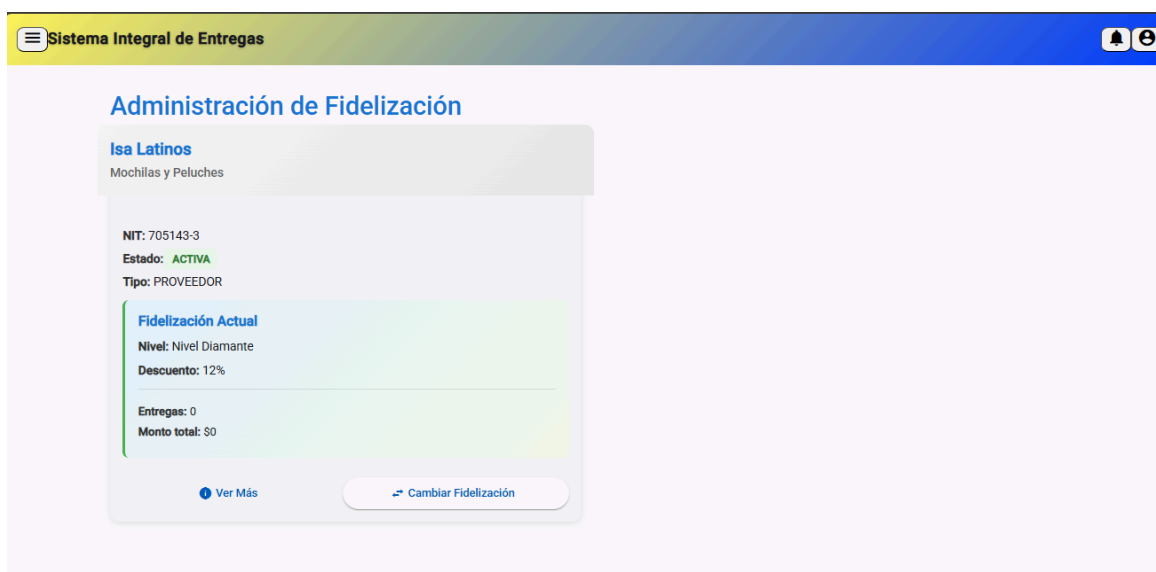 Sistema Integral de Entregas
Administración de Fidelización
Isa Latinos
Mochilas y Peluches
NIT: 705143-3
Estado: ACTIVA
Tipo: PROVEEDOR
Fidelización Actual
Nivel: Nivel Diamante
Descuento: 12%
Entregas: 0
Monto total: $0
Ver Más Cambiar Fidelización